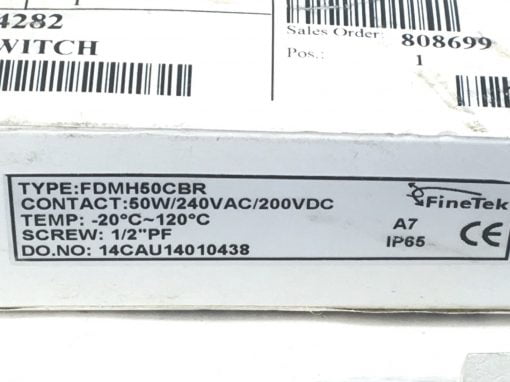 4282
WITCH
Sales Order: 808699
Pos.: 1
TYPE:FDMH50CBR
CONTACT:50W/240VAC/200VDC
TEMP: -20°C~120°C
SCREW: 1/2"PF
DO.NO: 14CAU14010438
FineTek
A7
IP65
CE